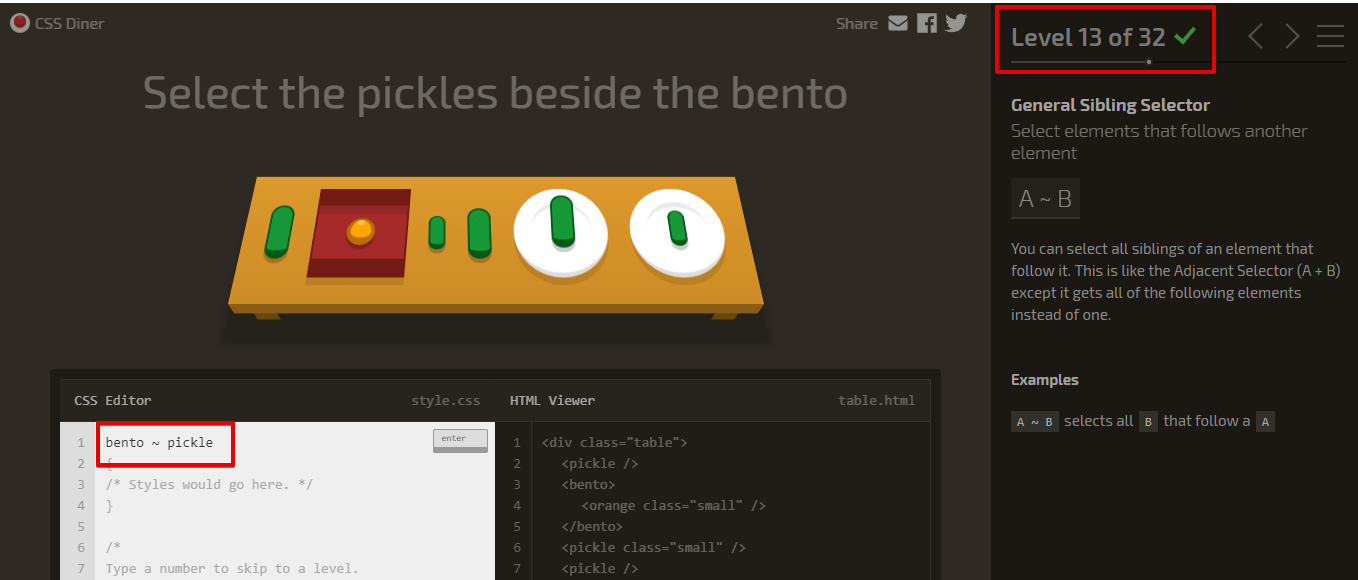 CSS Diner
Share
Level 13 of 32
Select the pickles beside the bento
General Sibling Selector
Select elements that follows another
element
A ~ B
You can select all siblings of an element that
follow it. This is like the Adjacent Selector (A + B)
except it gets all of the following elements
instead of one.
Examples
A ~ B selects all B that follow a A
CSS Editor style.css
1 bento ~ pickle
enter
2 {
3 /* Styles would go here. */
4 }
5
6 /*
7 Type a number to skip to a level.
HTML Viewer table.html
1 <div class="table">
2 <pickle />
3 <bento>
4 <orange class="small" />
5 </bento>
6 <pickle class="small" />
7 <pickle />